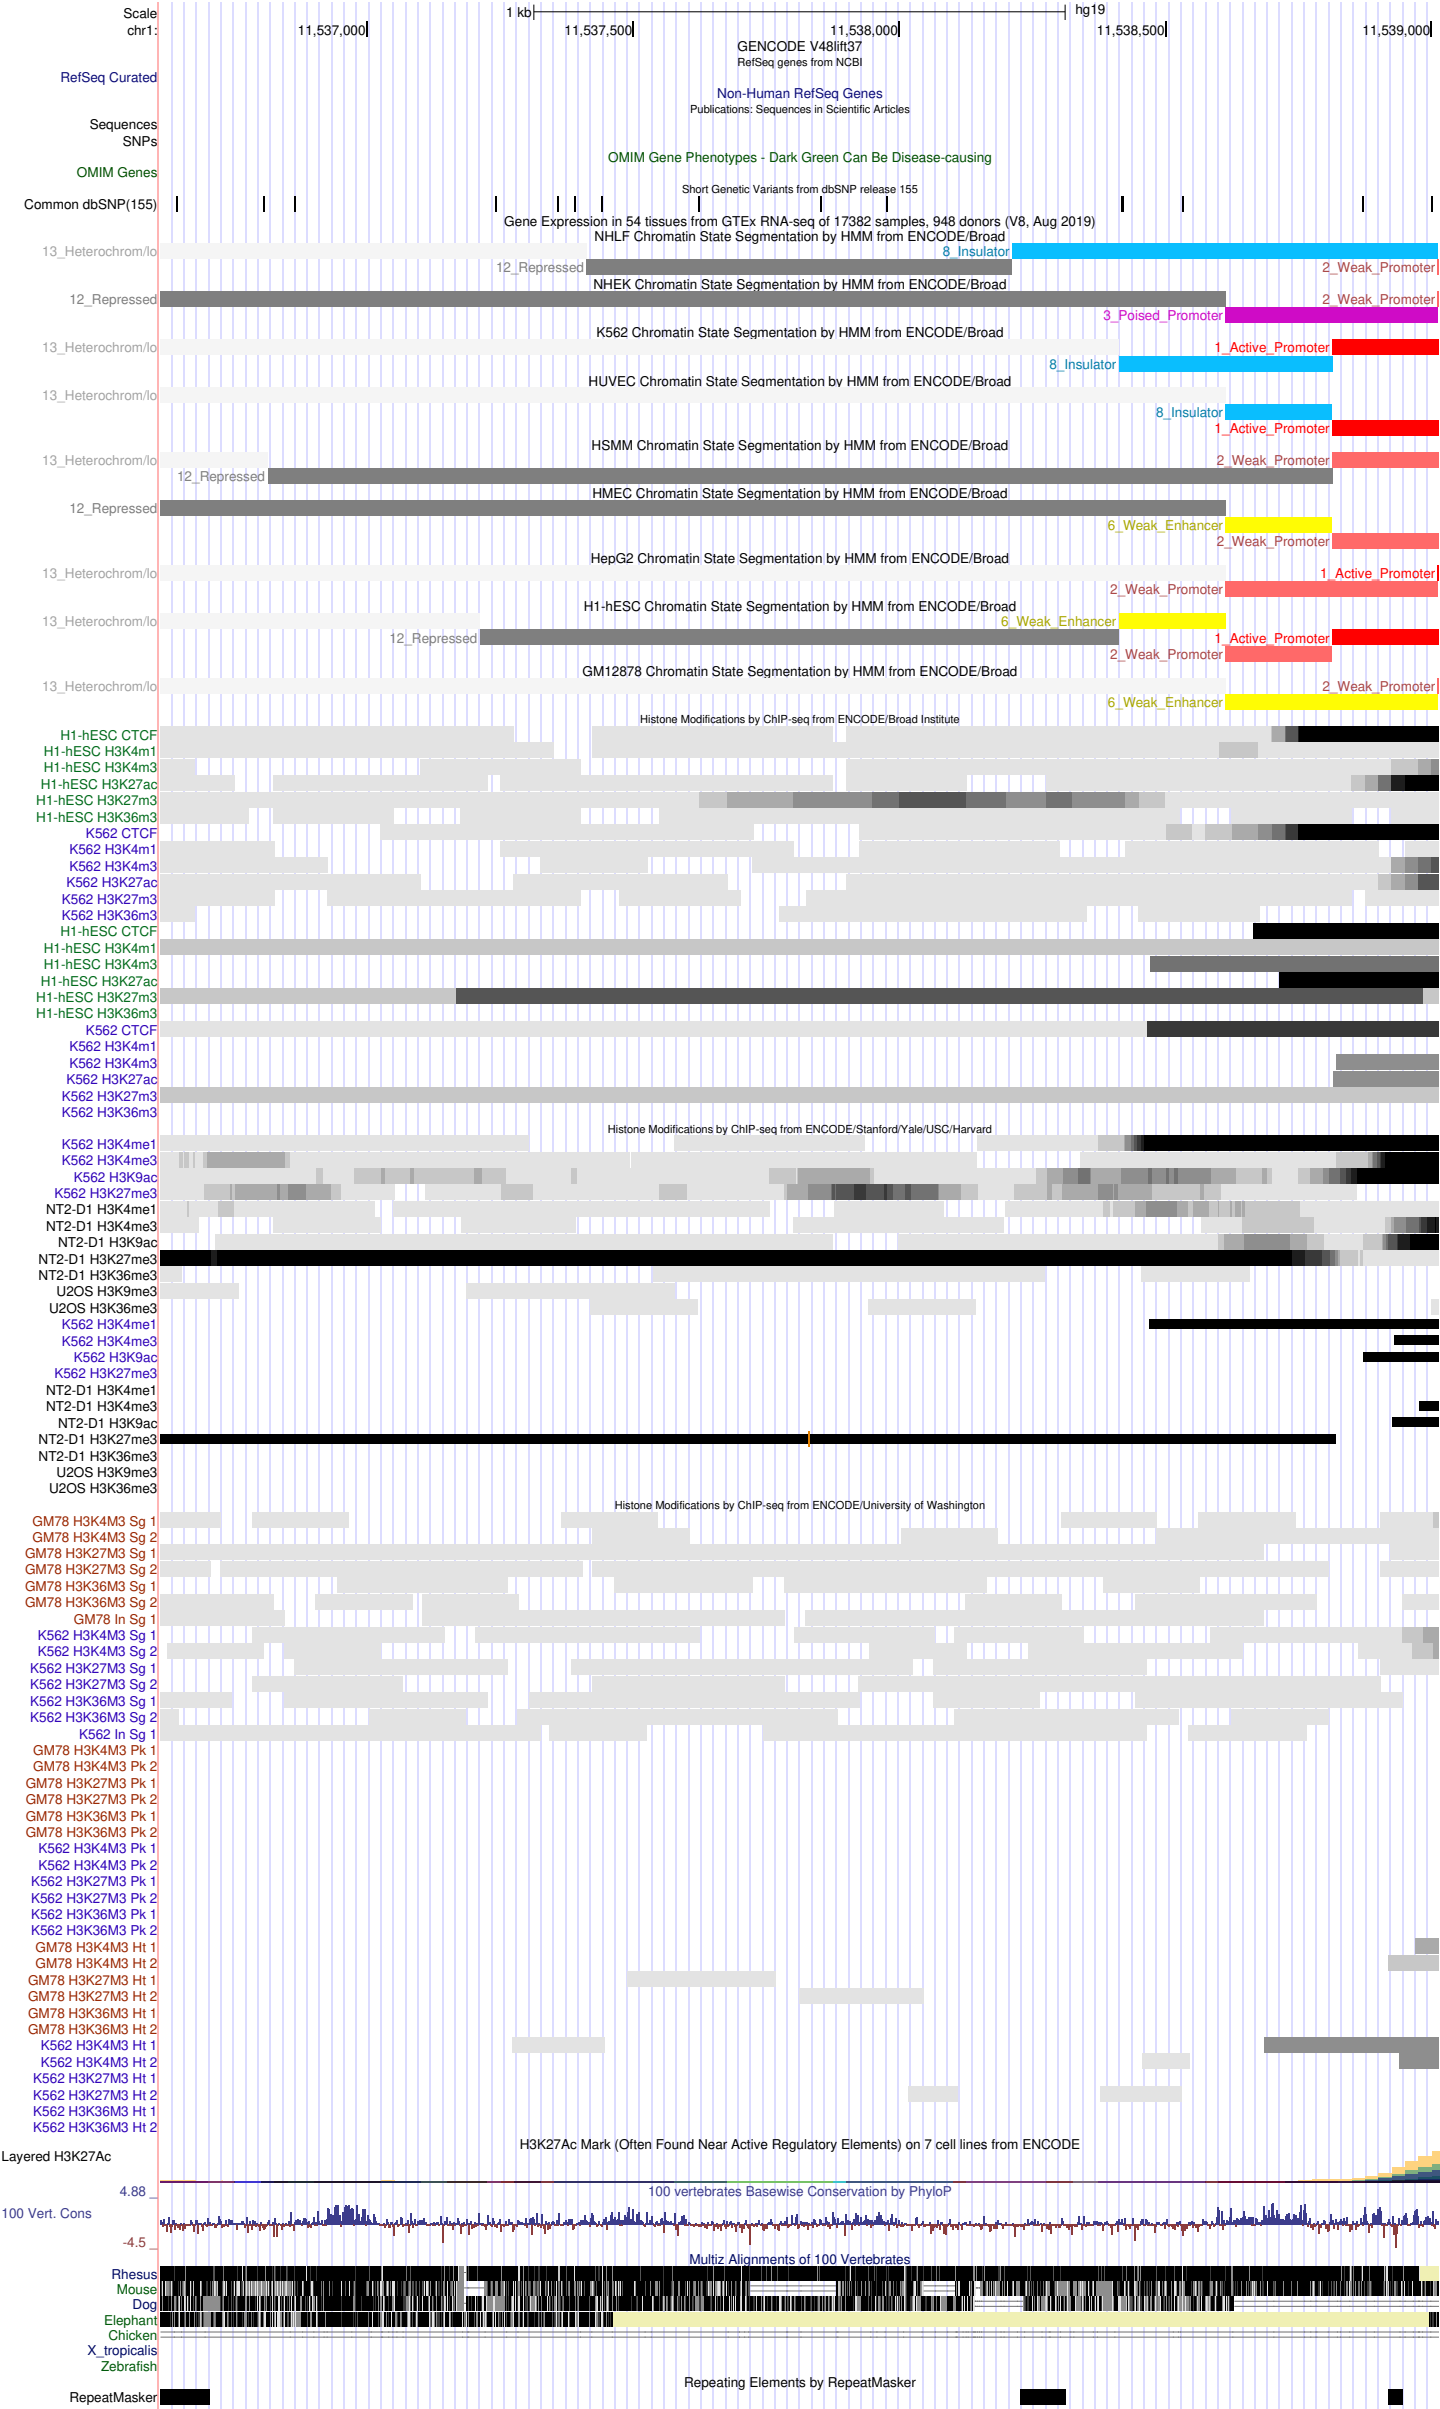 Scale 1 kb hg19
chr1: 11,537,000 11,537,500 11,538,000 11,538,500 11,539,000
GENCODE V48lift37
RefSeq genes from NCBI
RefSeq Curated
Non-Human RefSeq Genes
Publications: Sequences in Scientific Articles
Sequences
SNPs
OMIM Gene Phenotypes - Dark Green Can Be Disease-causing
OMIM Genes
Short Genetic Variants from dbSNP release 155
Common dbSNP(155)
Gene Expression in 54 tissues from GTEx RNA-seq of 17382 samples, 948 donors (V8, Aug 2019)
NHLF Chromatin State Segmentation by HMM from ENCODE/Broad
13_Heterochrom/lo 8_Insulator
12_Repressed 2_Weak_Promoter
NHEK Chromatin State Segmentation by HMM from ENCODE/Broad
12_Repressed 2_Weak_Promoter
3_Poised_Promoter
K562 Chromatin State Segmentation by HMM from ENCODE/Broad
13_Heterochrom/lo 1_Active_Promoter
8_Insulator
HUVEC Chromatin State Segmentation by HMM from ENCODE/Broad
13_Heterochrom/lo
8_Insulator
1_Active_Promoter
HSMM Chromatin State Segmentation by HMM from ENCODE/Broad
13_Heterochrom/lo 2_Weak_Promoter
12_Repressed
HMEC Chromatin State Segmentation by HMM from ENCODE/Broad
12_Repressed
6_Weak_Enhancer
2_Weak_Promoter
HepG2 Chromatin State Segmentation by HMM from ENCODE/Broad
13_Heterochrom/lo 1_Active_Promoter
2_Weak_Promoter
H1-hESC Chromatin State Segmentation by HMM from ENCODE/Broad
13_Heterochrom/lo 6_Weak_Enhancer
12_Repressed 1_Active_Promoter
2_Weak_Promoter
GM12878 Chromatin State Segmentation by HMM from ENCODE/Broad
13_Heterochrom/lo 2_Weak_Promoter
6_Weak_Enhancer
Histone Modifications by ChIP-seq from ENCODE/Broad Institute
H1-hESC CTCF
H1-hESC H3K4m1
H1-hESC H3K4m3
H1-hESC H3K27ac
H1-hESC H3K27m3
H1-hESC H3K36m3
K562 CTCF
K562 H3K4m1
K562 H3K4m3
K562 H3K27ac
K562 H3K27m3
K562 H3K36m3
H1-hESC CTCF
H1-hESC H3K4m1
H1-hESC H3K4m3
H1-hESC H3K27ac
H1-hESC H3K27m3
H1-hESC H3K36m3
K562 CTCF
K562 H3K4m1
K562 H3K4m3
K562 H3K27ac
K562 H3K27m3
K562 H3K36m3
Histone Modifications by ChIP-seq from ENCODE/Stanford/Yale/USC/Harvard
K562 H3K4me1
K562 H3K4me3
K562 H3K9ac
K562 H3K27me3
NT2-D1 H3K4me1
NT2-D1 H3K4me3
NT2-D1 H3K9ac
NT2-D1 H3K27me3
NT2-D1 H3K36me3
U2OS H3K9me3
U2OS H3K36me3
K562 H3K4me1
K562 H3K4me3
K562 H3K9ac
K562 H3K27me3
NT2-D1 H3K4me1
NT2-D1 H3K4me3
NT2-D1 H3K9ac
NT2-D1 H3K27me3
NT2-D1 H3K36me3
U2OS H3K9me3
U2OS H3K36me3
Histone Modifications by ChIP-seq from ENCODE/University of Washington
GM78 H3K4M3 Sg 1
GM78 H3K4M3 Sg 2
GM78 H3K27M3 Sg 1
GM78 H3K27M3 Sg 2
GM78 H3K36M3 Sg 1
GM78 H3K36M3 Sg 2
GM78 In Sg 1
K562 H3K4M3 Sg 1
K562 H3K4M3 Sg 2
K562 H3K27M3 Sg 1
K562 H3K27M3 Sg 2
K562 H3K36M3 Sg 1
K562 H3K36M3 Sg 2
K562 In Sg 1
GM78 H3K4M3 Pk 1
GM78 H3K4M3 Pk 2
GM78 H3K27M3 Pk 1
GM78 H3K27M3 Pk 2
GM78 H3K36M3 Pk 1
GM78 H3K36M3 Pk 2
K562 H3K4M3 Pk 1
K562 H3K4M3 Pk 2
K562 H3K27M3 Pk 1
K562 H3K27M3 Pk 2
K562 H3K36M3 Pk 1
K562 H3K36M3 Pk 2
GM78 H3K4M3 Ht 1
GM78 H3K4M3 Ht 2
GM78 H3K27M3 Ht 1
GM78 H3K27M3 Ht 2
GM78 H3K36M3 Ht 1
GM78 H3K36M3 Ht 2
K562 H3K4M3 Ht 1
K562 H3K4M3 Ht 2
K562 H3K27M3 Ht 1
K562 H3K27M3 Ht 2
K562 H3K36M3 Ht 1
K562 H3K36M3 Ht 2
H3K27Ac Mark (Often Found Near Active Regulatory Elements) on 7 cell lines from ENCODE
Layered H3K27Ac
4.88 _ 100 vertebrates Basewise Conservation by PhyloP
100 Vert. Cons
-4.5 _
Multiz Alignments of 100 Vertebrates
Rhesus
Mouse
Dog
Elephant
Chicken
X_tropicalis
Zebrafish
Repeating Elements by RepeatMasker
RepeatMasker